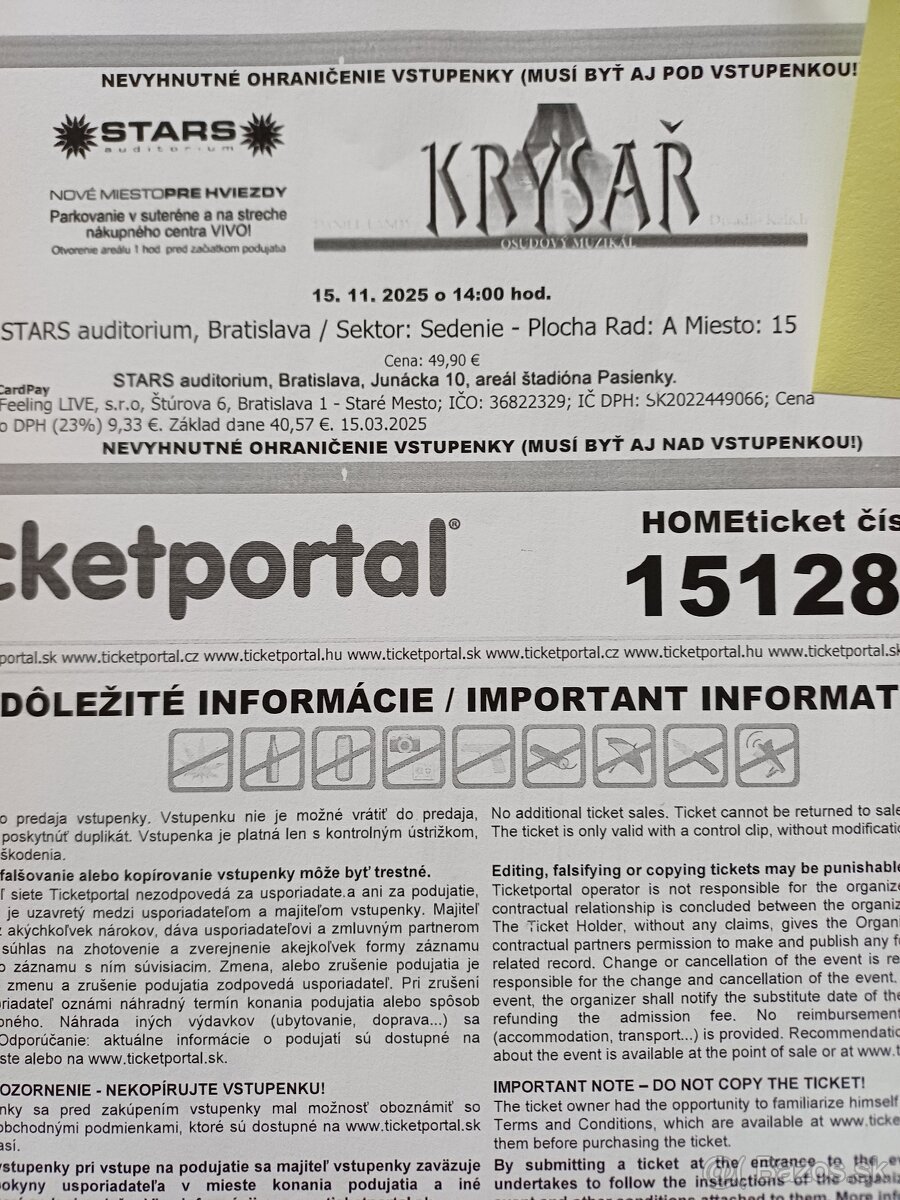 NEVYHNUTNÉ OHRANIČENIE VSTUPENKY (MUSÍ BYŤ AJ POD VSTUPENKOU!
STARS
auditorium
NOVÉ MIESTOPRE HVIEZDY
Parkovanie v suteréne a na streche
nákupného centra VIVO!
Otvorenie areálu 1 hod. pred začiatkom podujatia
KRYSAŘ
OSUDOVÝ MUZIKÁL
15. 11. 2025 o 14:00 hod.
STARS auditorium, Bratislava / Sektor: Sedenie - Plocha Rad: A Miesto: 15
Cena: 49,90 €
CardPay
STARS auditorium, Bratislava, Junácka 10, areál štadióna Pasienky.
Feeling LIVE, s.r.o, Štúrova 6, Bratislava 1 - Staré Mesto; IČO: 36822329; IČ DPH: SK2022449066; Cena
o DPH (23%) 9,33 €. Základ dane 40,57 €. 15.03.2025
NEVYHNUTNÉ OHRANIČENIE VSTUPENKY (MUSÍ BYŤ AJ NAD VSTUPENKOU!)
cketportal®
HOMEticket čís
15128
portal.sk www.ticketportal.cz www.ticketportal.hu www.ticketportal.sk www.ticketportal.cz www.ticketportal.hu www.ticketportal.sk
DÔLEŽITÉ INFORMÁCIE / IMPORTANT INFORMAT
o predaja vstupenky. Vstupenku nie je možné vrátiť do predaja,
poskytnúť duplikát. Vstupenka je platná len s kontrolným ústrižkom,
škodenia.
falšovanie alebo kopírovanie vstupenky môže byť trestné.
ľ siete Ticketportal nezodpovedá za usporiadate.a ani za podujatie,
je uzavretý medzi usporiadateľom a majiteľom vstupenky. Majiteľ
z akýchkoľvek nárokov, dáva usporiadateľovi a zmluvným partnerom
súhlas na zhotovenie a zverejnenie akejkoľvek formy záznamu
o záznamu s ním súvisiacim. Zmena, alebo zrušenie podujatia je
zmenu a zrušenie podujatia zodpovedá usporiadateľ. Pri zrušení
riadateľ oznámi náhradný termín konania podujatia alebo spôsob
oného. Náhrada iných výdavkov (ubytovanie, doprava...) sa
Odporúčanie: aktuálne informácie o podujatí sú dostupné na
ste alebo na www.ticketportal.sk.
OZORNENIE - NEKOPÍRUJTE VSTUPENKU!
nky sa pred zakúpením vstupenky mal možnosť oboznámiť so
obchodnými podmienkami, ktoré sú dostupné na www.ticketportal.sk
así.
vstupenky pri vstupe na podujatie sa majiteľ vstupenky zaväzuje
pokyny usporiadateľa v mieste konania podujatia a iné
No additional ticket sales. Ticket cannot be returned to sale
The ticket is only valid with a control clip, without modificatio
Editing, falsifying or copying tickets may be punishable
Ticketportal operator is not responsible for the organize
contractual relationship is concluded between the organiz
The Ticket Holder, without any claims, gives the Organi
contractual partners permission to make and publish any f
related record. Change or cancellation of the event is re
responsible for the change and cancellation of the event.
event, the organizer shall notify the substitute date of the
refunding the admission fee. No reimbursement
(accommodation, transport...) is provided. Recommendatio
about the event is available at the point of sale or at www.t
IMPORTANT NOTE – DO NOT COPY THE TICKET!
The ticket owner had the opportunity to familiarize himself
Terms and Conditions, which are available at www.ticke
them before purchasing the ticket.
By submitting a ticket at the entrance to the ev
undertakes to follow the instructions of the organiz
Bazos.sk